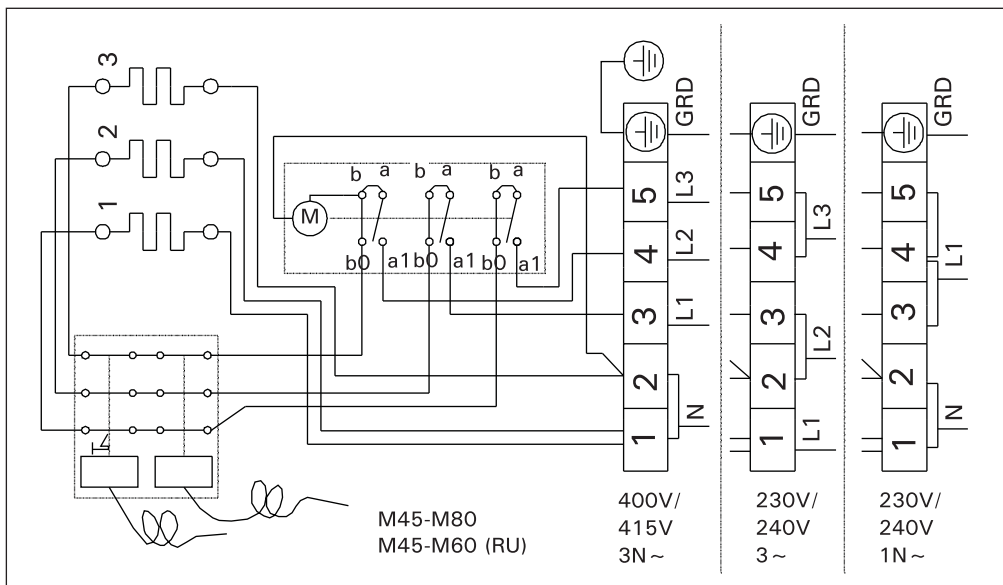 3
2
1
b a b a b a
M
b0 a1 b0 a1 b0 a1
GRD
5 L3
4 L2
3 L1
2
1
N
400V/
415V
3N ~
GRD
5
4
L3
3
2
L2
1 L1
230V/
240V
3 ~
GRD
5
4
3
L1
2
1
N
230V/
240V
1N ~
M45-M80
M45-M60 (RU)